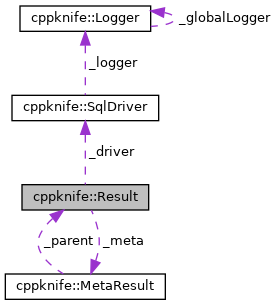 cppknife::Logger
_globalLogger
_logger
cppknife::SqlDriver
_driver
cppknife::Result
_parent
_meta
cppknife::MetaResult